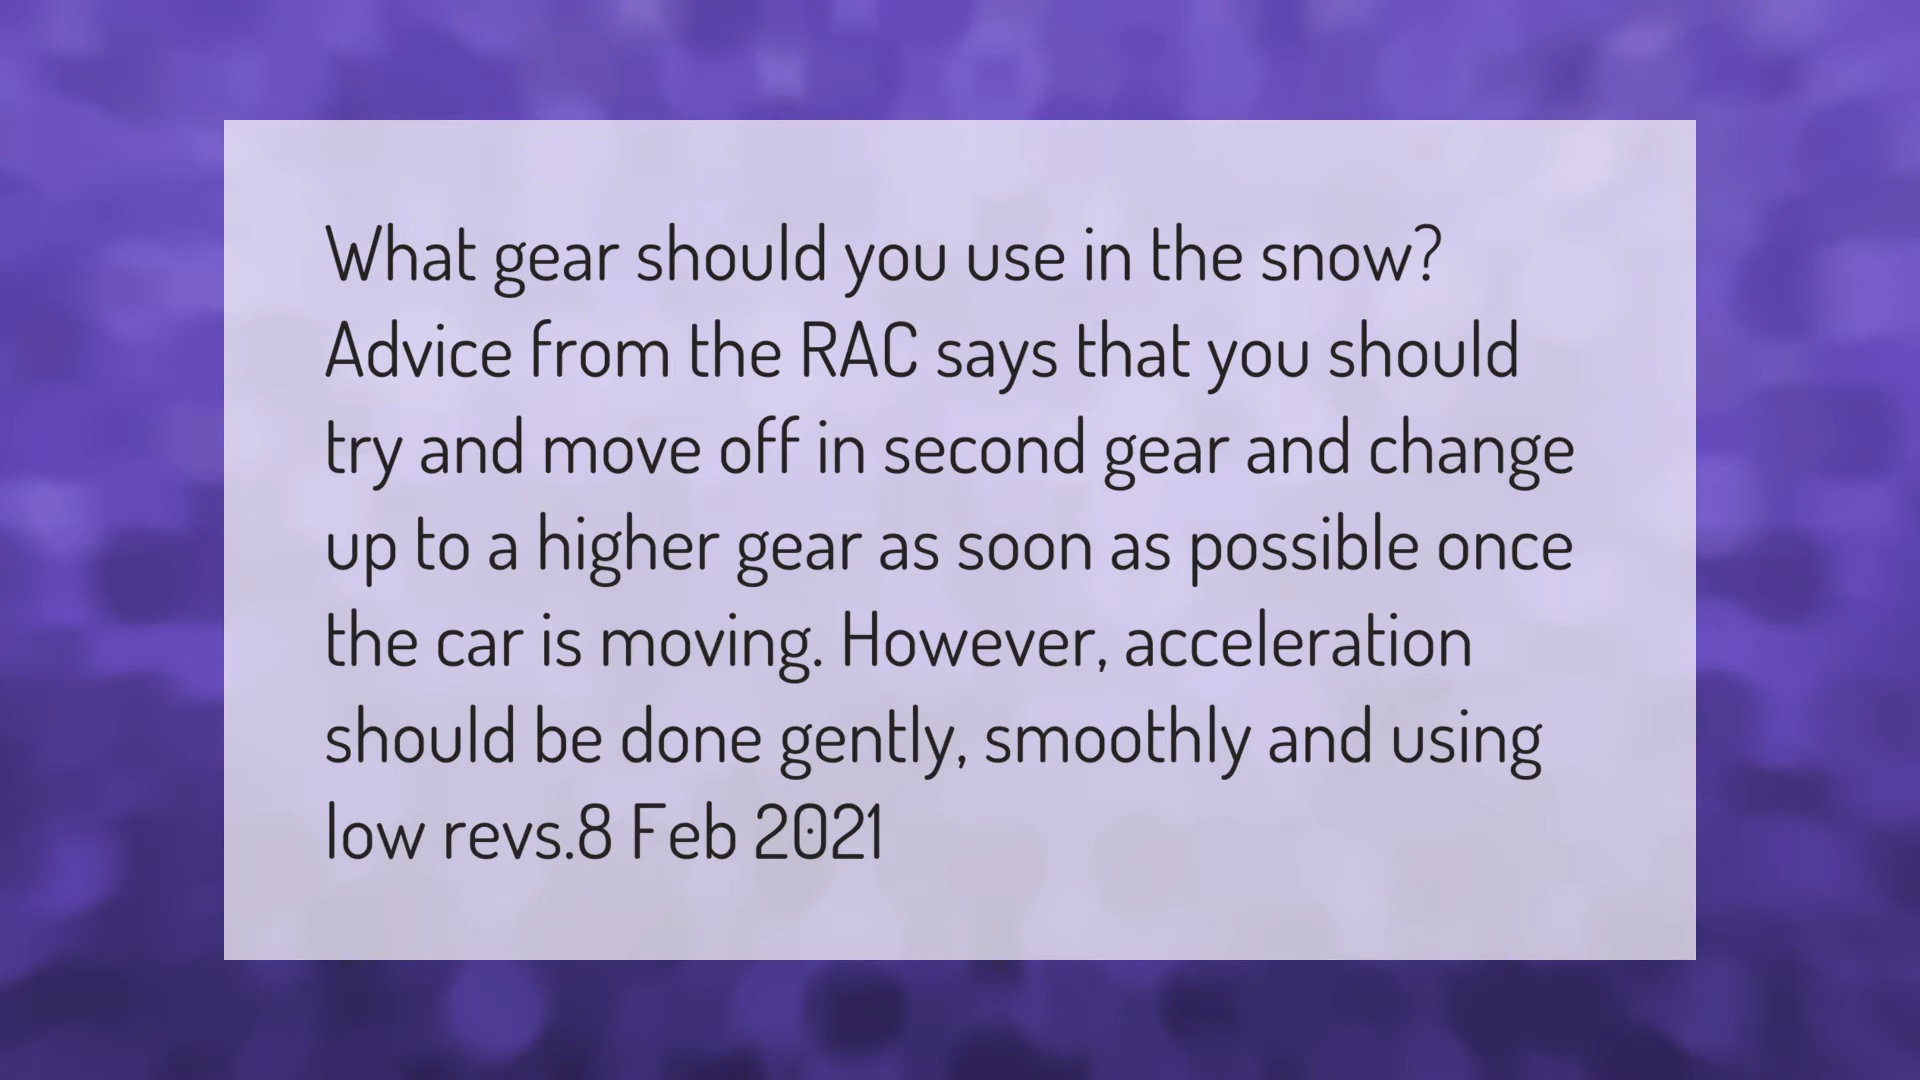 What gear should you use in the snow?
Advice from the RAC says that you should
try and move off in second gear and change
up to a higher gear as soon as possible once
the car is moving. However, acceleration
should be done gently, smoothly and using
low revs.8 Feb 2021